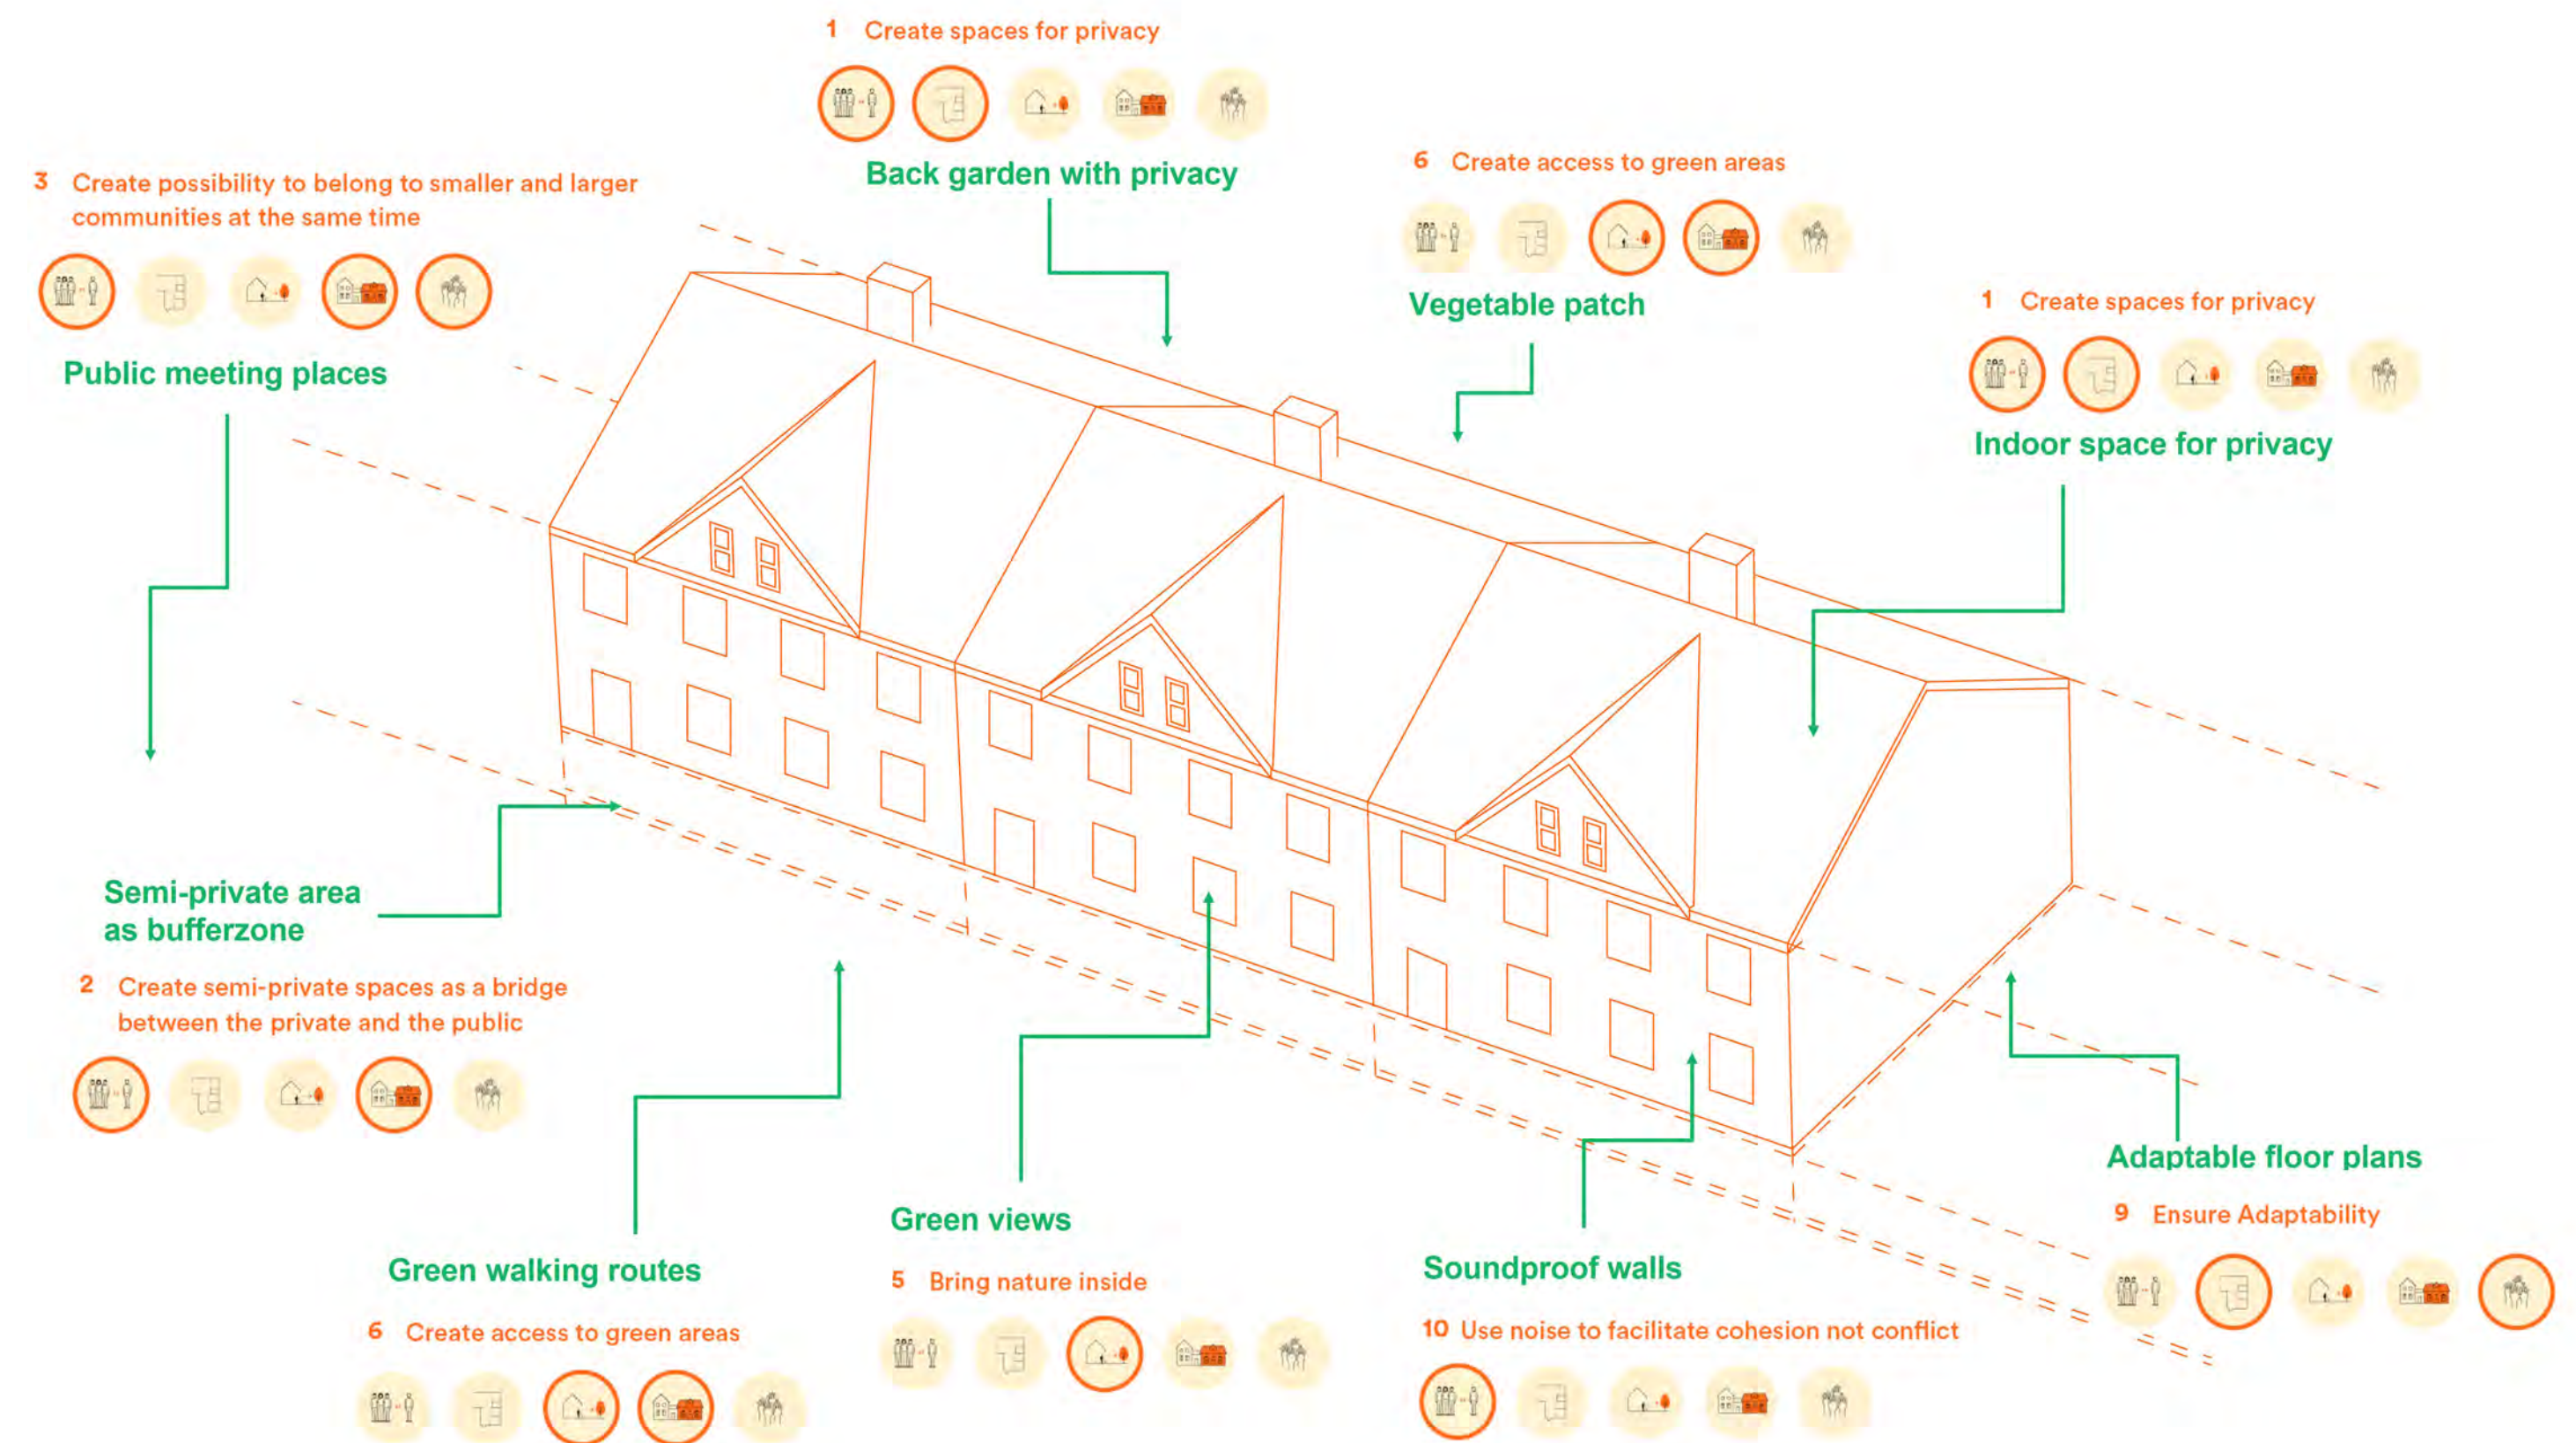 1 Create spaces for privacy
Back garden with privacy
3 Create possibility to belong to smaller and larger
communities at the same time
Public meeting places
6 Create access to green areas
Vegetable patch
1 Create spaces for privacy
Indoor space for privacy
Semi-private area
as bufferzone
2 Create semi-private spaces as a bridge
between the private and the public
Green walking routes
6 Create access to green areas
Green views
5 Bring nature inside
Soundproof walls
10 Use noise to facilitate cohesion not conflict
Adaptable floor plans
9 Ensure Adaptability